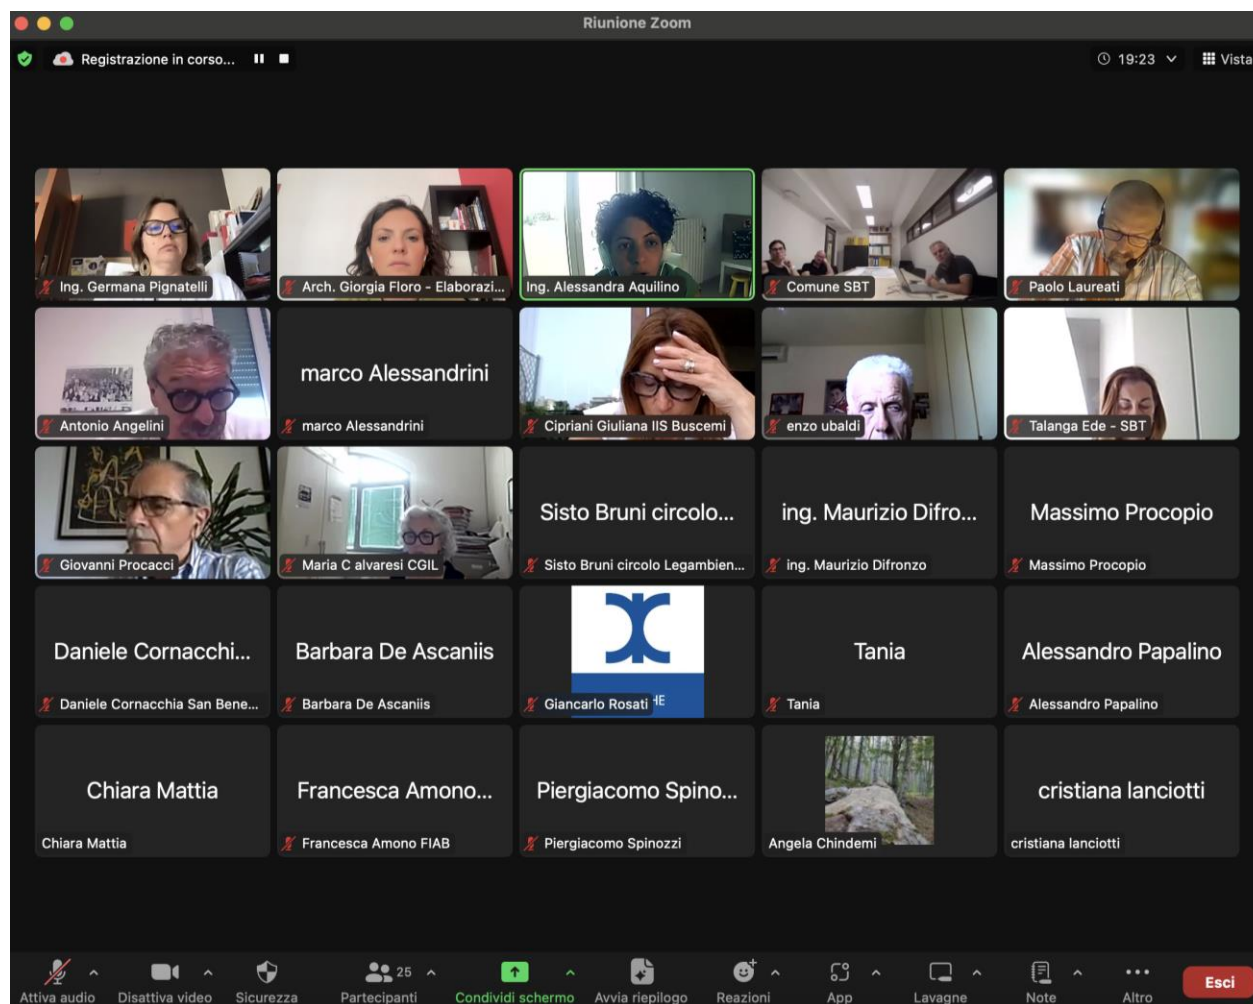 Riunione Zoom
Registrazione in corso...
19:23
Vista
Ing. Germana Pignatelli
Arch. Giorgia Floro - Elaborazi...
Ing. Alessandra Aquilino
Comune SBT
Paolo Laureati
Antonio Angelini
marco Alessandrini
marco Alessandrini
Cipriani Giuliana IIS Buscemi
enzo ubaldi
Talanga Ede - SBT
Giovanni Procacci
Maria C alvaresi CGIL
Sisto Bruni circolo...
Sisto Bruni circolo Legambien...
ing. Maurizio Difro...
ing. Maurizio Difronzo
Massimo Procopio
Massimo Procopio
Daniele Cornacchi...
Daniele Cornacchia San Bene...
Barbara De Ascaniis
Barbara De Ascaniis
HE
Giancarlo Rosati
Tania
Tania
Alessandro Papalino
Alessandro Papalino
Chiara Mattia
Chiara Mattia
Francesca Amono...
Francesca Amono FIAB
Piergiacomo Spino...
Piergiacomo Spinozzi
Angela Chindemi
cristiana lanciotti
cristiana lanciotti
Attiva audio
Disattiva video
Sicurezza
25
Partecipanti
Condividi schermo
Avvia riepilogo
Reazioni
App
Lavagne
Note
Altro
Esci